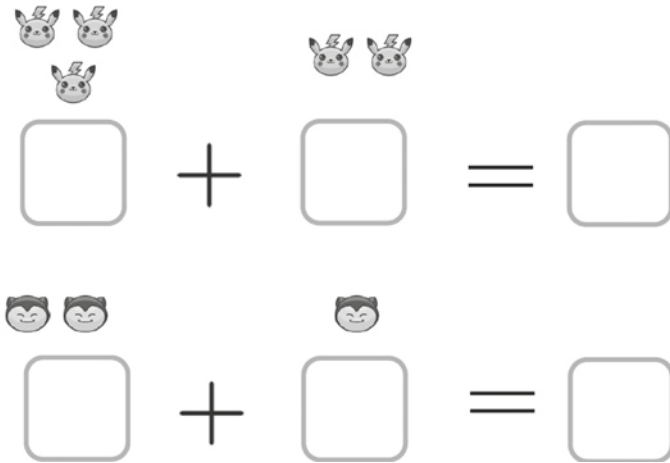 + =
+ =